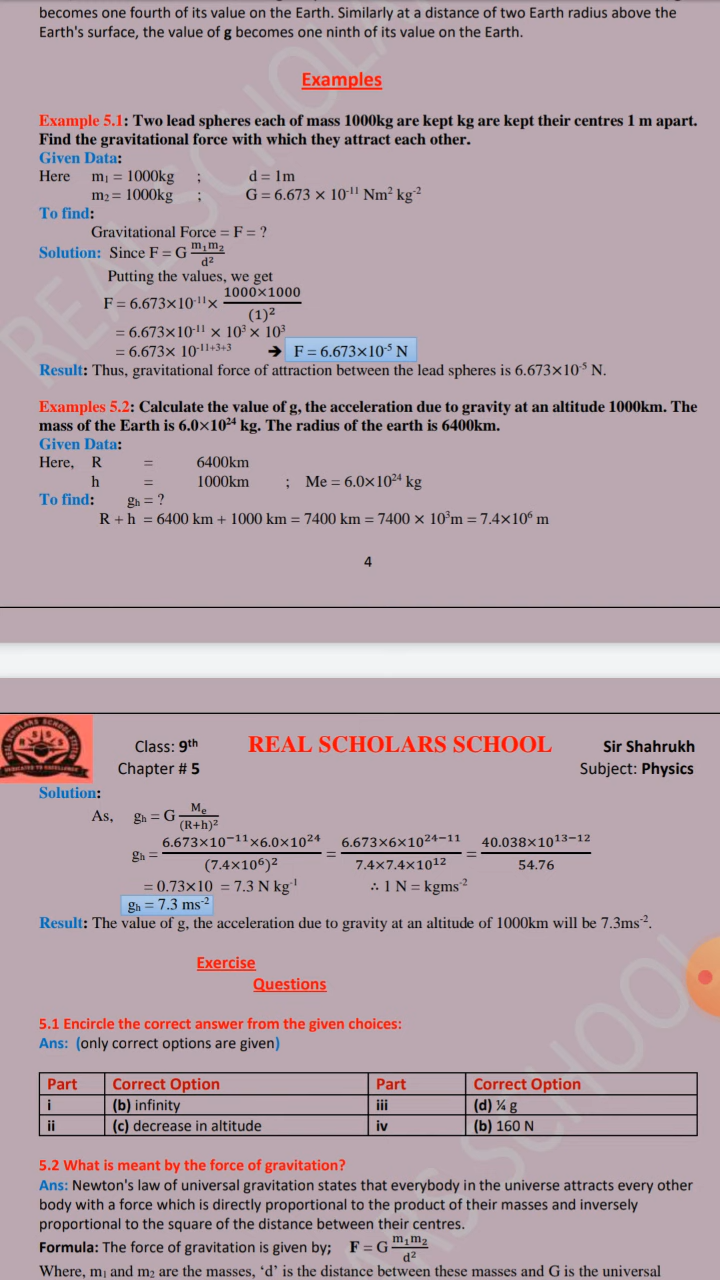 becomes one fourth of its value on the Earth. Similarly at a distance of two Earth radius above the
Earth's surface, the value of g becomes one ninth of its value on the Earth.
Examples
Example 5.1: Two lead spheres each of mass 1000kg are kept kg are kept their centres 1 m apart.
Find the gravitational force with which they attract each other.
Given Data:
Here m₁ = 1000kg ; d = 1m
m₂ = 1000kg ; G = 6.673 × 10⁻¹¹ Nm² kg⁻²
To find:
Gravitational Force = F = ?
Solution: Since F = G m₁m₂/d²
Putting the values, we get
F = 6.673×10⁻¹¹× 1000×1000/(1)²
= 6.673×10⁻¹¹ × 10³ × 10³
= 6.673× 10⁻¹¹⁺³⁺³ ➔ F = 6.673×10⁻⁵ N
Result: Thus, gravitational force of attraction between the lead spheres is 6.673×10⁻⁵ N.
Examples 5.2: Calculate the value of g, the acceleration due to gravity at an altitude 1000km. The
mass of the Earth is 6.0×10²⁴ kg. The radius of the earth is 6400km.
Given Data:
Here, R = 6400km
h = 1000km ; Me = 6.0×10²⁴ kg
To find: gₕ = ?
R + h = 6400 km + 1000 km = 7400 km = 7400 × 10³m = 7.4×10⁶ m
4
Class: 9th REAL SCHOLARS SCHOOL Sir Shahrukh
Chapter # 5 Subject: Physics
Solution:
As, gₕ = G Mₑ/(R+h)²
gₕ = 6.673×10⁻¹¹×6.0×10²⁴/(7.4×10⁶)² = 6.673×6×10²⁴⁻¹¹/7.4×7.4×10¹² = 40.038×10¹³⁻¹²/54.76
= 0.73×10 = 7.3 N kg⁻¹ ∴ 1 N = kgms⁻²
gₕ = 7.3 ms⁻²
Result: The value of g, the acceleration due to gravity at an altitude of 1000km will be 7.3ms⁻².
Exercise
Questions
5.1 Encircle the correct answer from the given choices:
Ans: (only correct options are given)
Part Correct Option Part Correct Option
i (b) infinity iii (d) ¼ g
ii (c) decrease in altitude iv (b) 160 N
5.2 What is meant by the force of gravitation?
Ans: Newton's law of universal gravitation states that everybody in the universe attracts every other
body with a force which is directly proportional to the product of their masses and inversely
proportional to the square of the distance between their centres.
Formula: The force of gravitation is given by; F = G m₁m₂/d²
Where, m₁ and m₂ are the masses, ‘d’ is the distance between these masses and G is the universal